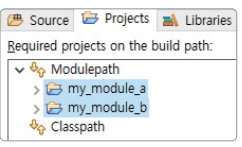 Source Projects Libraries
Required projects on the build path:
Modulepath
my_module_a
my_module_b
Classpath